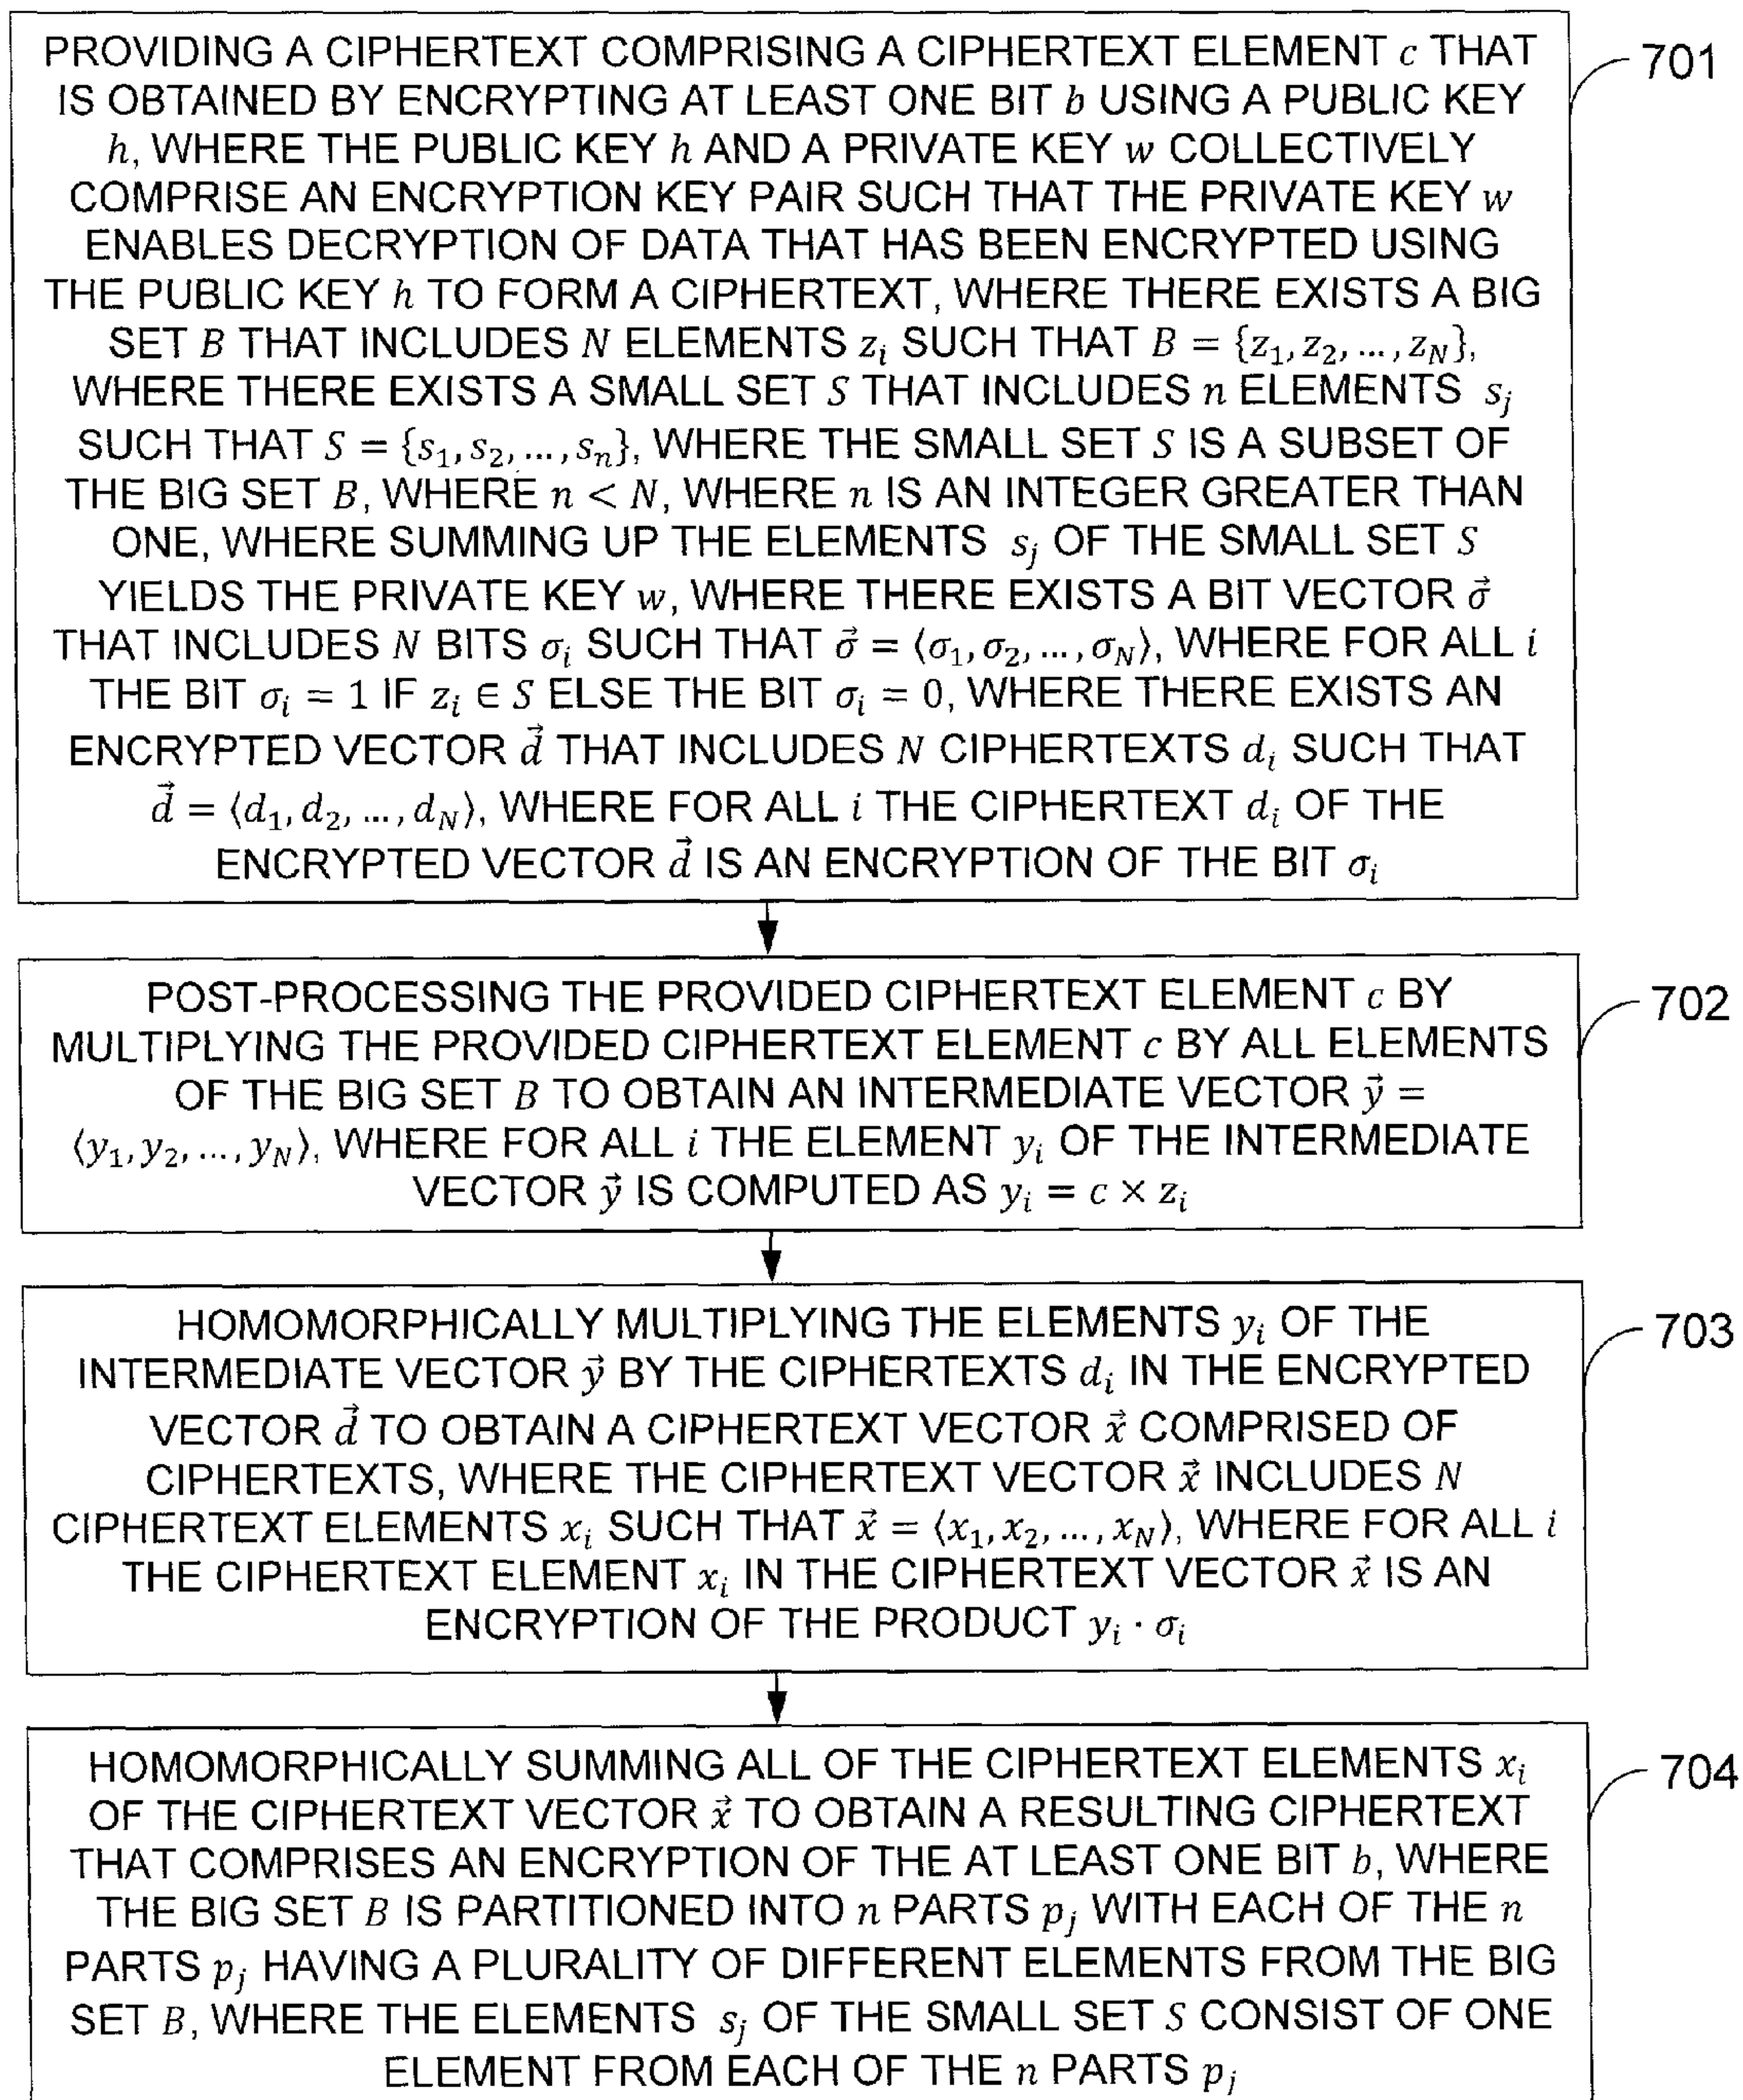 PROVIDING A CIPHERTEXT COMPRISING A CIPHERTEXT ELEMENT c THAT
IS OBTAINED BY ENCRYPTING AT LEAST ONE BIT b USING A PUBLIC KEY
h, WHERE THE PUBLIC KEY h AND A PRIVATE KEY w COLLECTIVELY
COMPRISE AN ENCRYPTION KEY PAIR SUCH THAT THE PRIVATE KEY w
ENABLES DECRYPTION OF DATA THAT HAS BEEN ENCRYPTED USING
THE PUBLIC KEY h TO FORM A CIPHERTEXT, WHERE THERE EXISTS A BIG
SET B THAT INCLUDES N ELEMENTS z_i SUCH THAT B = {z_1, z_2, ..., z_N},
WHERE THERE EXISTS A SMALL SET S THAT INCLUDES n ELEMENTS s_j
SUCH THAT S = {s_1, s_2, ..., s_n}, WHERE THE SMALL SET S IS A SUBSET OF
THE BIG SET B, WHERE n < N, WHERE n IS AN INTEGER GREATER THAN
ONE, WHERE SUMMING UP THE ELEMENTS s_j OF THE SMALL SET S
YIELDS THE PRIVATE KEY w, WHERE THERE EXISTS A BIT VECTOR σ⃗
THAT INCLUDES N BITS σ_i SUCH THAT σ⃗ = ⟨σ_1, σ_2, ..., σ_N⟩, WHERE FOR ALL i
THE BIT σ_i = 1 IF z_i ∈ S ELSE THE BIT σ_i = 0, WHERE THERE EXISTS AN
ENCRYPTED VECTOR d⃗ THAT INCLUDES N CIPHERTEXTS d_i SUCH THAT
d⃗ = ⟨d_1, d_2, ..., d_N⟩, WHERE FOR ALL i THE CIPHERTEXT d_i OF THE
ENCRYPTED VECTOR d⃗ IS AN ENCRYPTION OF THE BIT σ_i
701
POST-PROCESSING THE PROVIDED CIPHERTEXT ELEMENT c BY
MULTIPLYING THE PROVIDED CIPHERTEXT ELEMENT c BY ALL ELEMENTS
OF THE BIG SET B TO OBTAIN AN INTERMEDIATE VECTOR y⃗ =
⟨y_1, y_2, ..., y_N⟩, WHERE FOR ALL i THE ELEMENT y_i OF THE INTERMEDIATE
VECTOR y⃗ IS COMPUTED AS y_i = c × z_i
702
HOMOMORPHICALLY MULTIPLYING THE ELEMENTS y_i OF THE
INTERMEDIATE VECTOR y⃗ BY THE CIPHERTEXTS d_i IN THE ENCRYPTED
VECTOR d⃗ TO OBTAIN A CIPHERTEXT VECTOR x⃗ COMPRISED OF
CIPHERTEXTS, WHERE THE CIPHERTEXT VECTOR x⃗ INCLUDES N
CIPHERTEXT ELEMENTS x_i SUCH THAT x⃗ = ⟨x_1, x_2, ..., x_N⟩, WHERE FOR ALL i
THE CIPHERTEXT ELEMENT x_i IN THE CIPHERTEXT VECTOR x⃗ IS AN
ENCRYPTION OF THE PRODUCT y_i · σ_i
703
HOMOMORPHICALLY SUMMING ALL OF THE CIPHERTEXT ELEMENTS x_i
OF THE CIPHERTEXT VECTOR x⃗ TO OBTAIN A RESULTING CIPHERTEXT
THAT COMPRISES AN ENCRYPTION OF THE AT LEAST ONE BIT b, WHERE
THE BIG SET B IS PARTITIONED INTO n PARTS p_j WITH EACH OF THE n
PARTS p_j HAVING A PLURALITY OF DIFFERENT ELEMENTS FROM THE BIG
SET B, WHERE THE ELEMENTS s_j OF THE SMALL SET S CONSIST OF ONE
ELEMENT FROM EACH OF THE n PARTS p_j
704